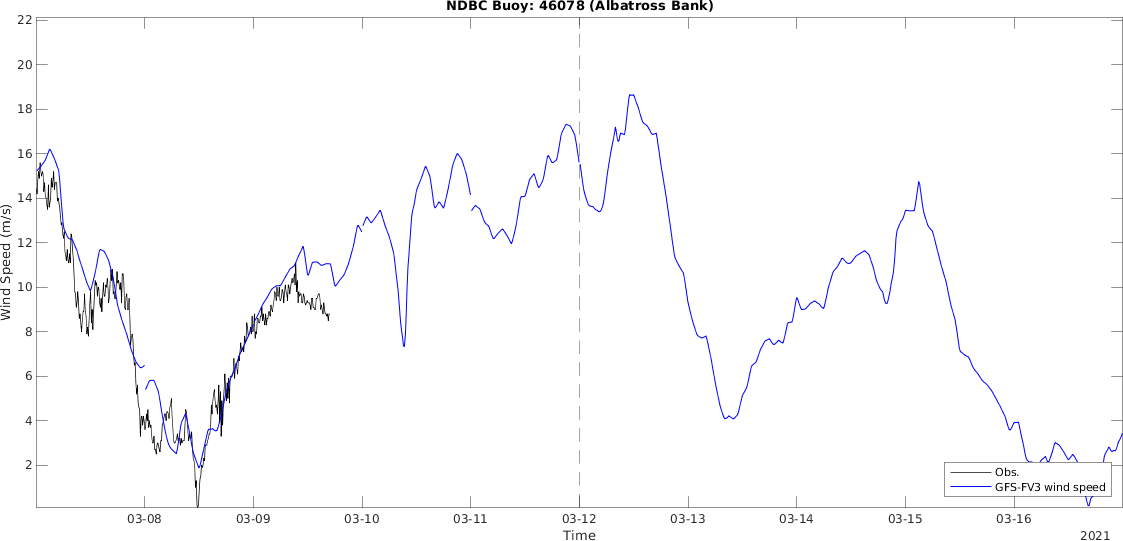 NDBC Buoy: 46078 (Albatross Bank)
22
20
18
16
14
12
10
8
6
4
2
Wind Speed (m/s)
Obs.
GFS-FV3 wind speed
03-08 03-09 03-10 03-11 03-12 03-13 03-14 03-15 03-16
Time
2021